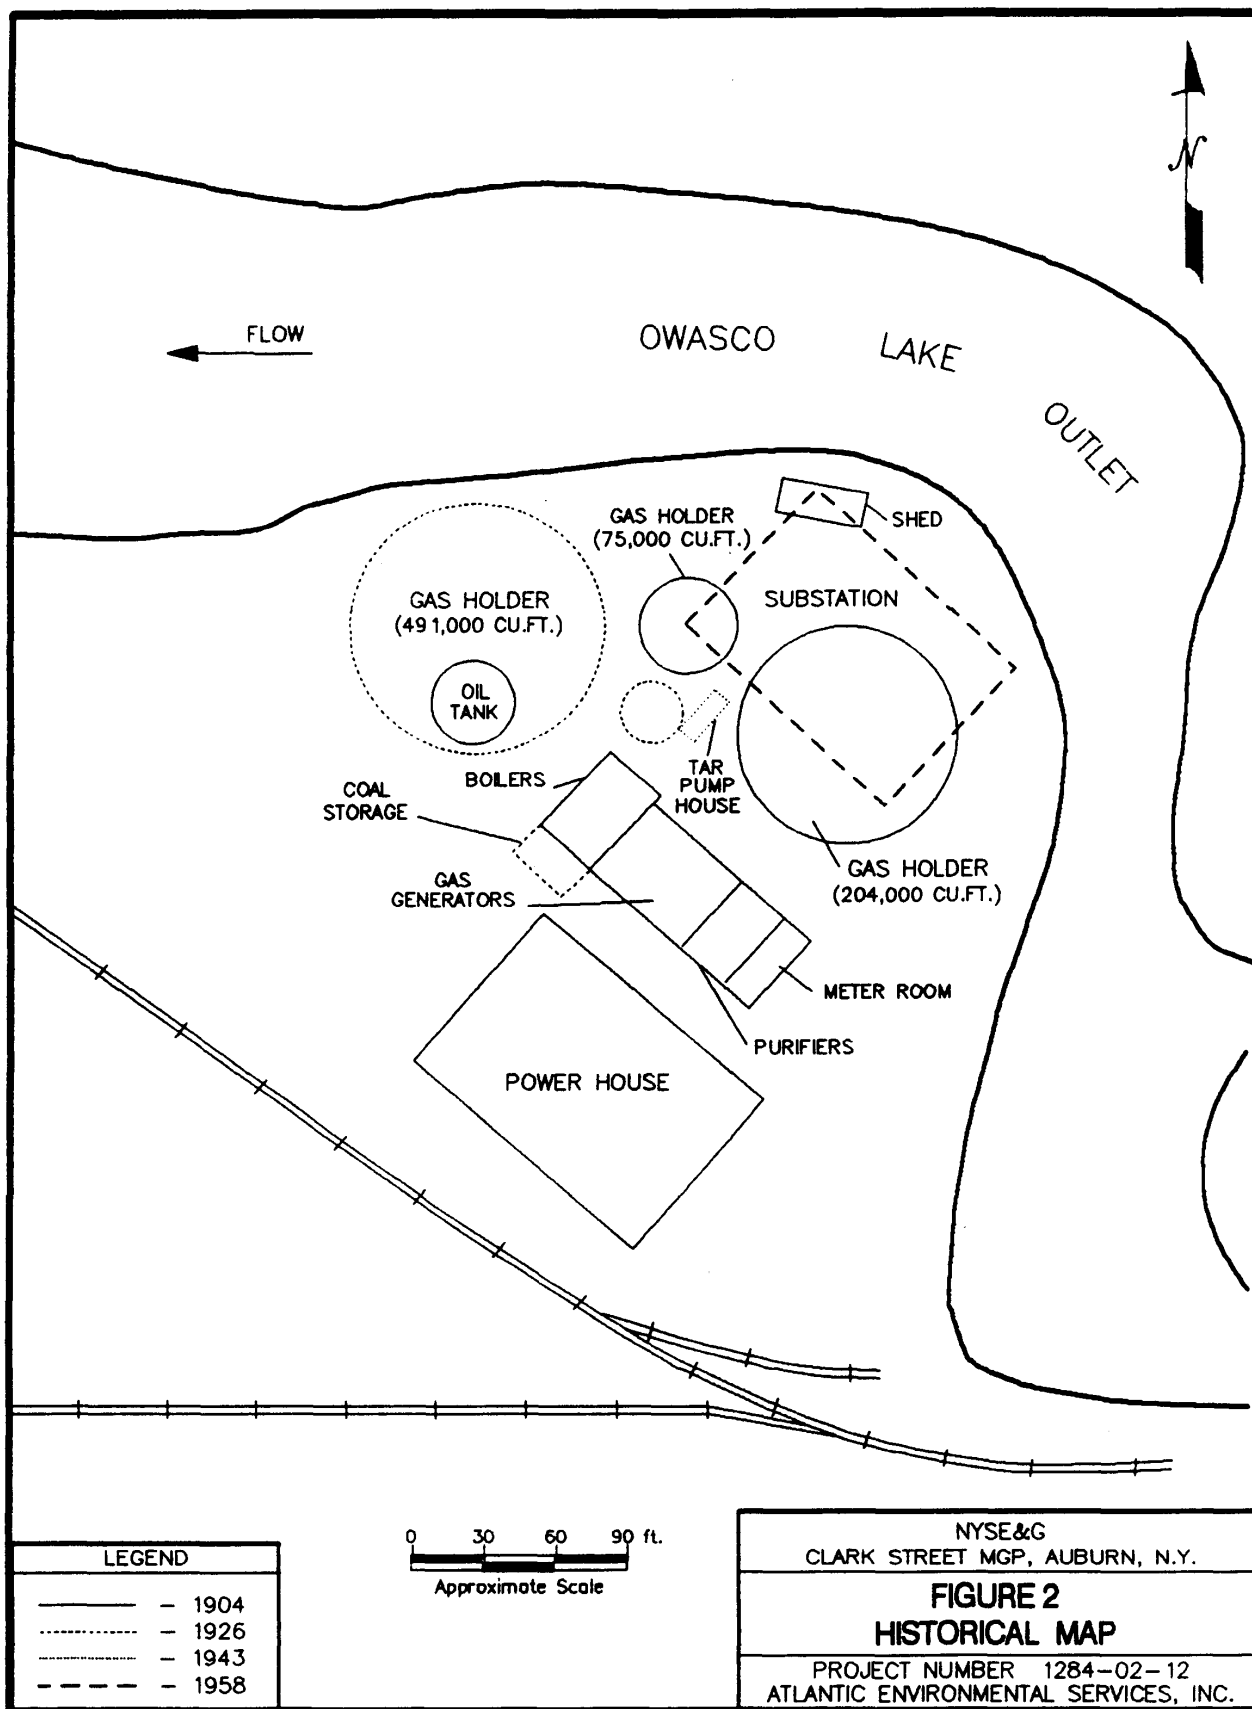 N
FLOW
OWASCO LAKE OUTLET
SHED
GAS HOLDER
(75,000 CU.FT.)
GAS HOLDER
(491,000 CU.FT.)
SUBSTATION
OIL
TANK
TAR
PUMP
HOUSE
BOILERS
COAL
STORAGE
GAS HOLDER
(204,000 CU.FT.)
GAS
GENERATORS
METER ROOM
PURIFIERS
POWER HOUSE
0 30 60 90 ft.
Approximate Scale
LEGEND
- 1904
- 1926
- 1943
- 1958
NYSE&G
CLARK STREET MGP, AUBURN, N.Y.
FIGURE 2
HISTORICAL MAP
PROJECT NUMBER 1284-02-12
ATLANTIC ENVIRONMENTAL SERVICES, INC.